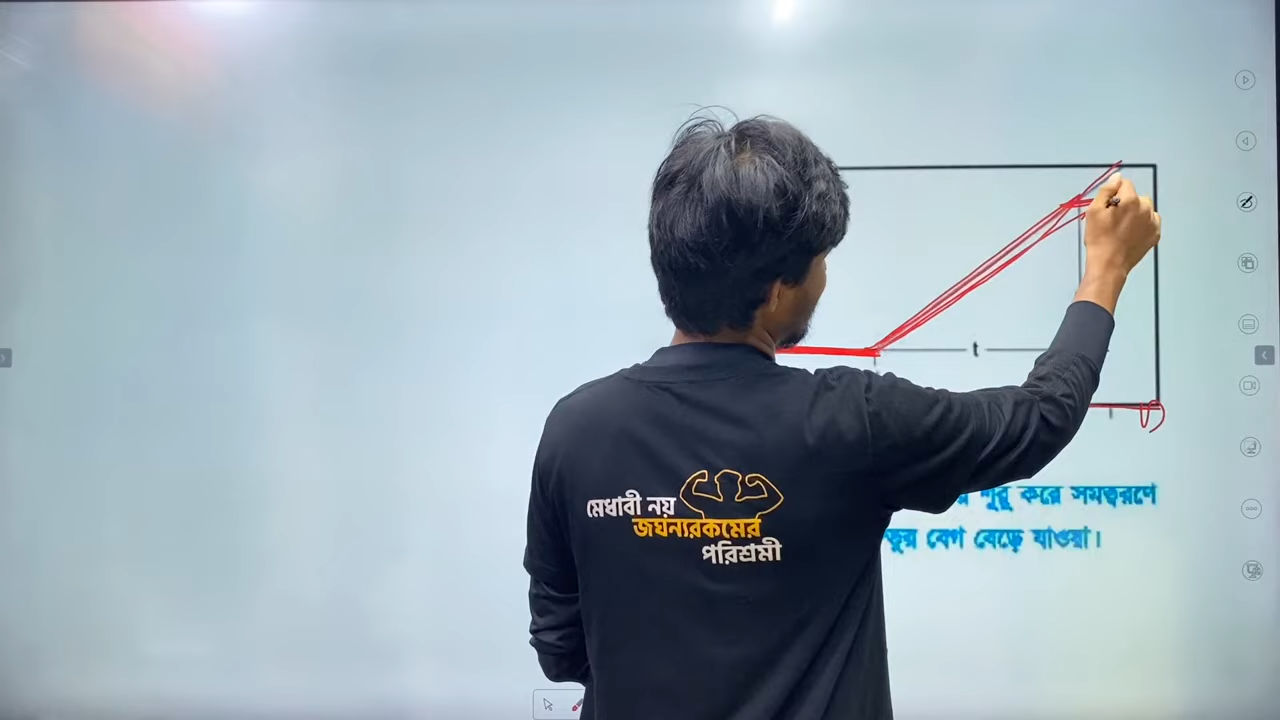 t
শুরু করে সমত্বরণে
বেগ বেড়ে যাওয়া।
মেধাবী নয়
জঘন্যরকমের
পরিশ্রমী